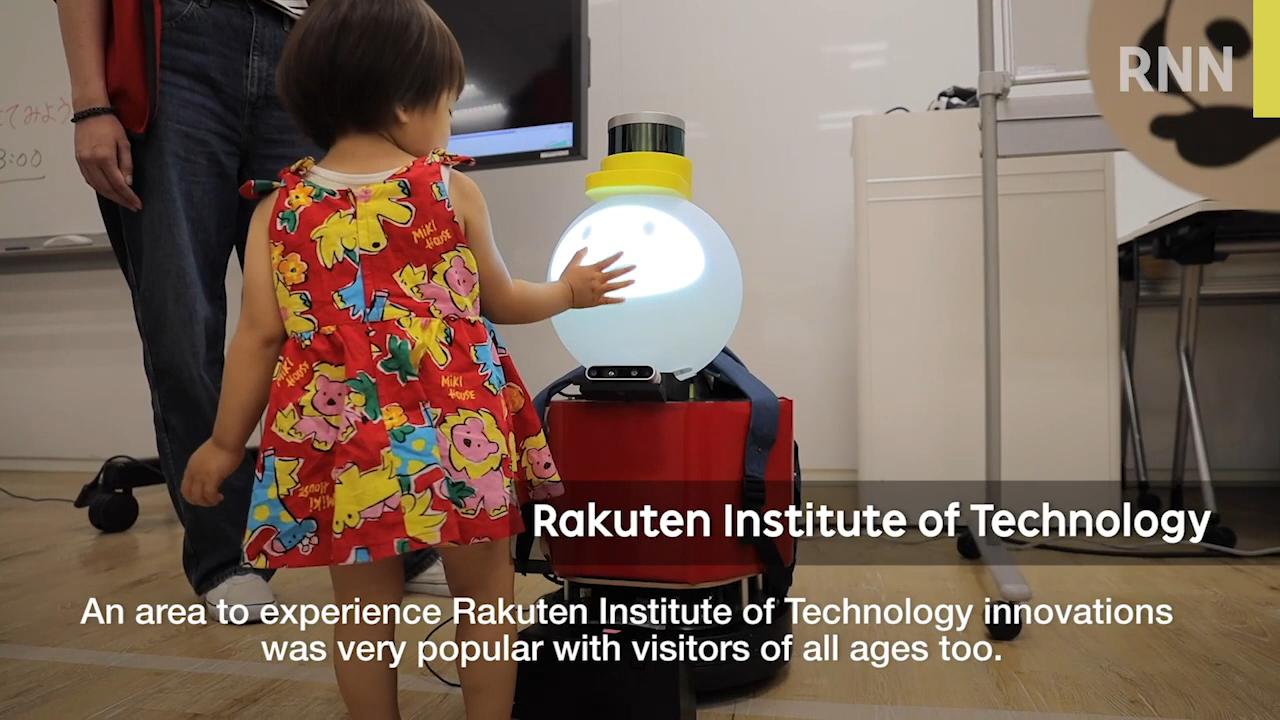 RNN
てみよう
3:00
MiKi
HOUSE
MiKi
HOUSE
MiKi
HOUSE
Rakuten Institute of Technology
An area to experience Rakuten Institute of Technology innovations
was very popular with visitors of all ages too.